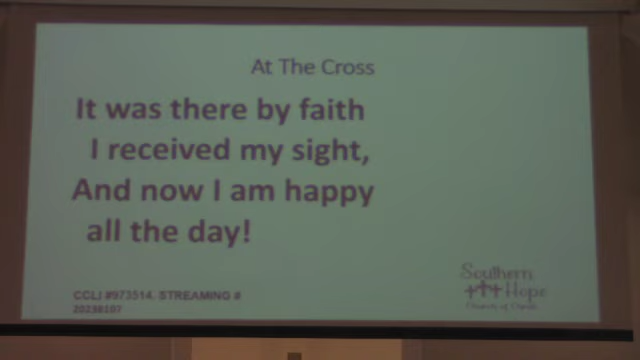 At The Cross
It was there by faith
I received my sight,
And now I am happy
all the day!
CCLI #973514. STREAMING #
20238107
Southern
Hope
Church of Christ